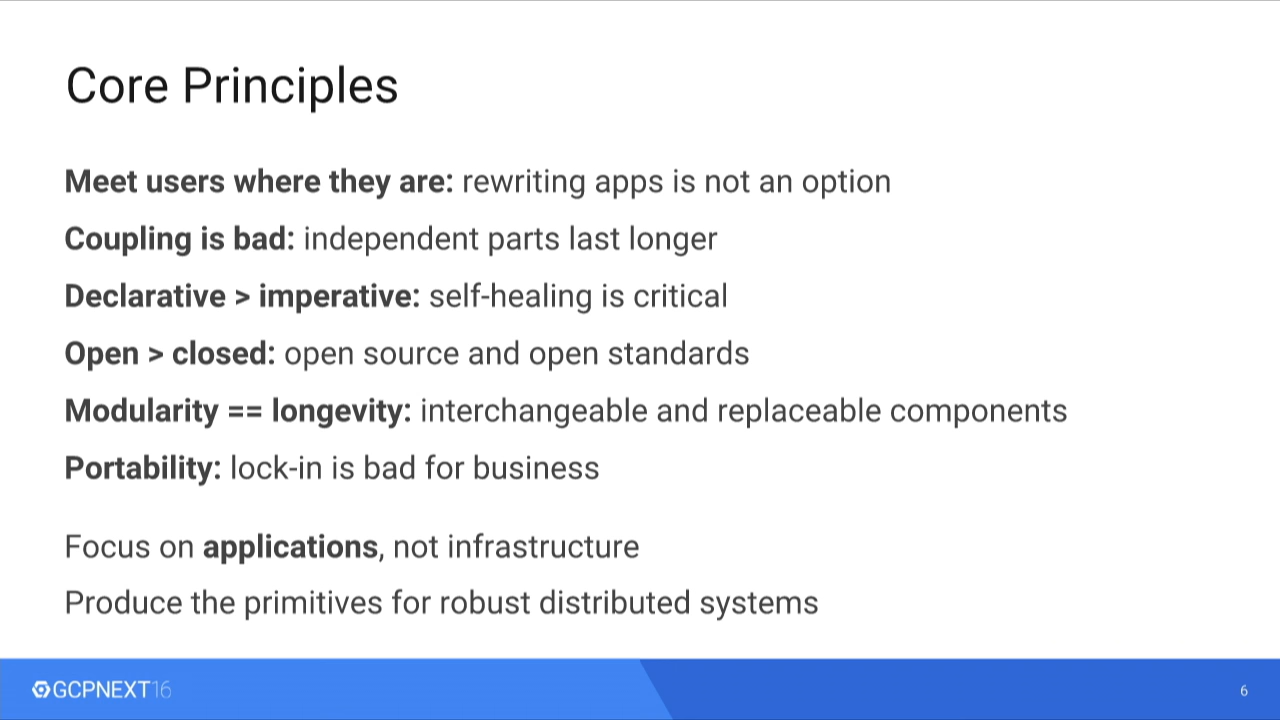 Core Principles
Meet users where they are: rewriting apps is not an option
Coupling is bad: independent parts last longer
Declarative > imperative: self-healing is critical
Open > closed: open source and open standards
Modularity == longevity: interchangeable and replaceable components
Portability: lock-in is bad for business
Focus on applications, not infrastructure
Produce the primitives for robust distributed systems
GCPNEXT16
6